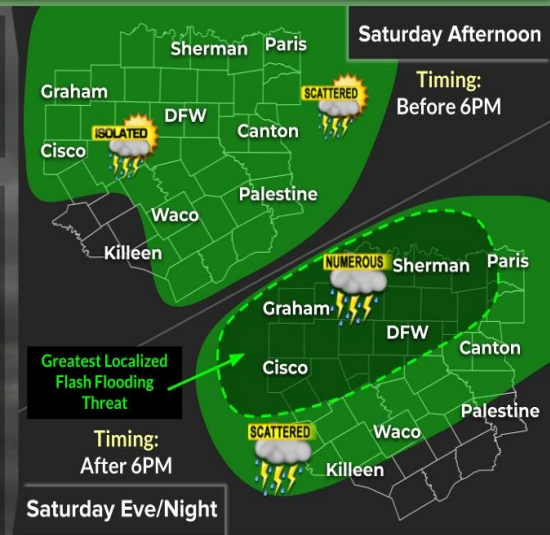 Saturday Afternoon
Timing:
Before 6PM
Sherman
Paris
Graham
SCATTERED
DFW
ISOLATED
Canton
Cisco
Palestine
Waco
Killeen
NUMEROUS
Sherman
Paris
Graham
DFW
Canton
Cisco
Greatest Localized
Flash Flooding
Threat
Palestine
SCATTERED
Waco
Timing:
After 6PM
Killeen
Saturday Eve/Night